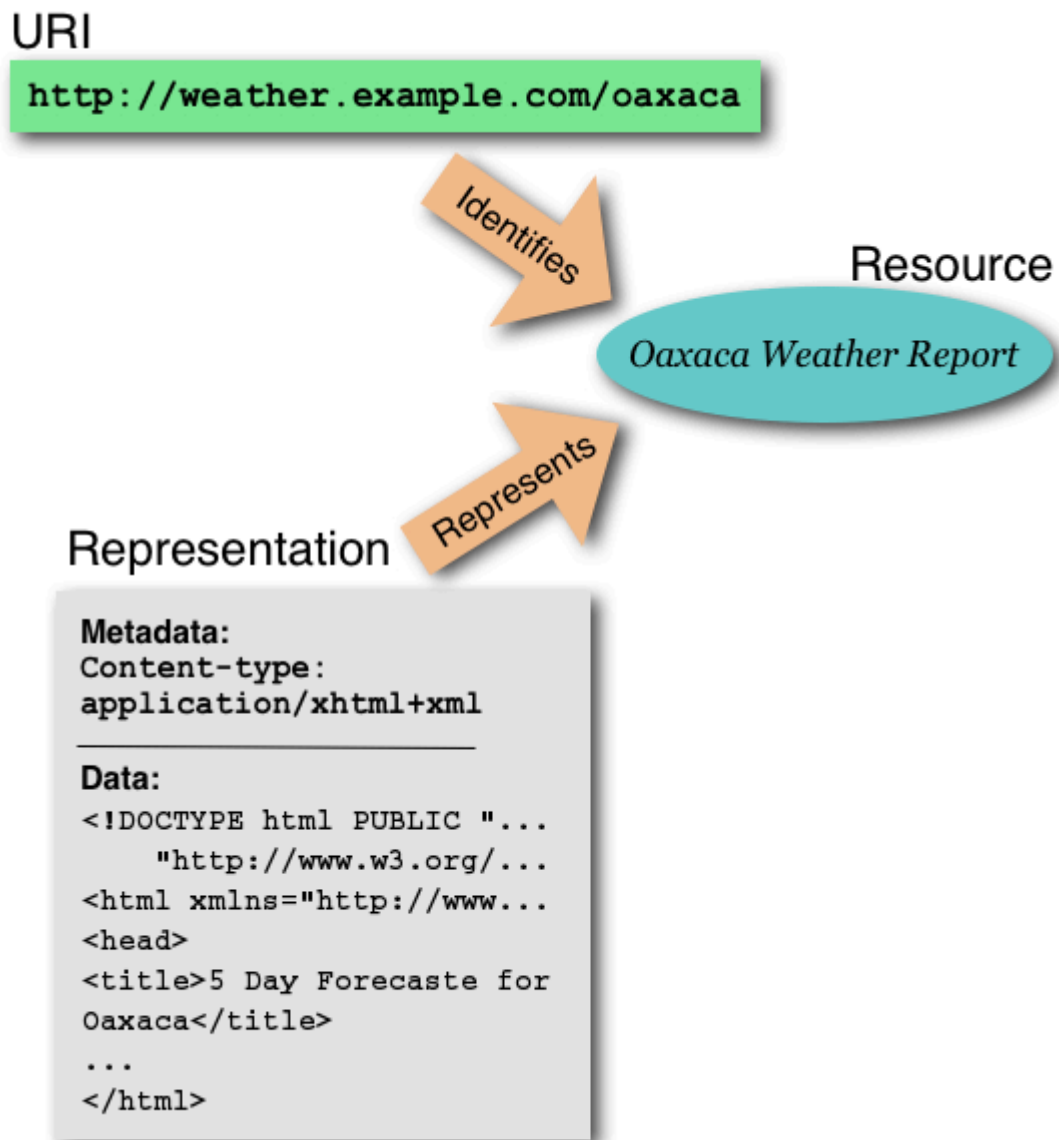 URI
http://weather.example.com/oaxaca
Identifies
Resource
Oaxaca Weather Report
Represents
Representation
Metadata:
Content-type:
application/xhtml+xml
Data:
<!DOCTYPE html PUBLIC "...
"http://www.w3.org/...
<html xmlns="http://www...
<head>
<title>5 Day Forecaste for
Oaxaca</title>
...
</html>